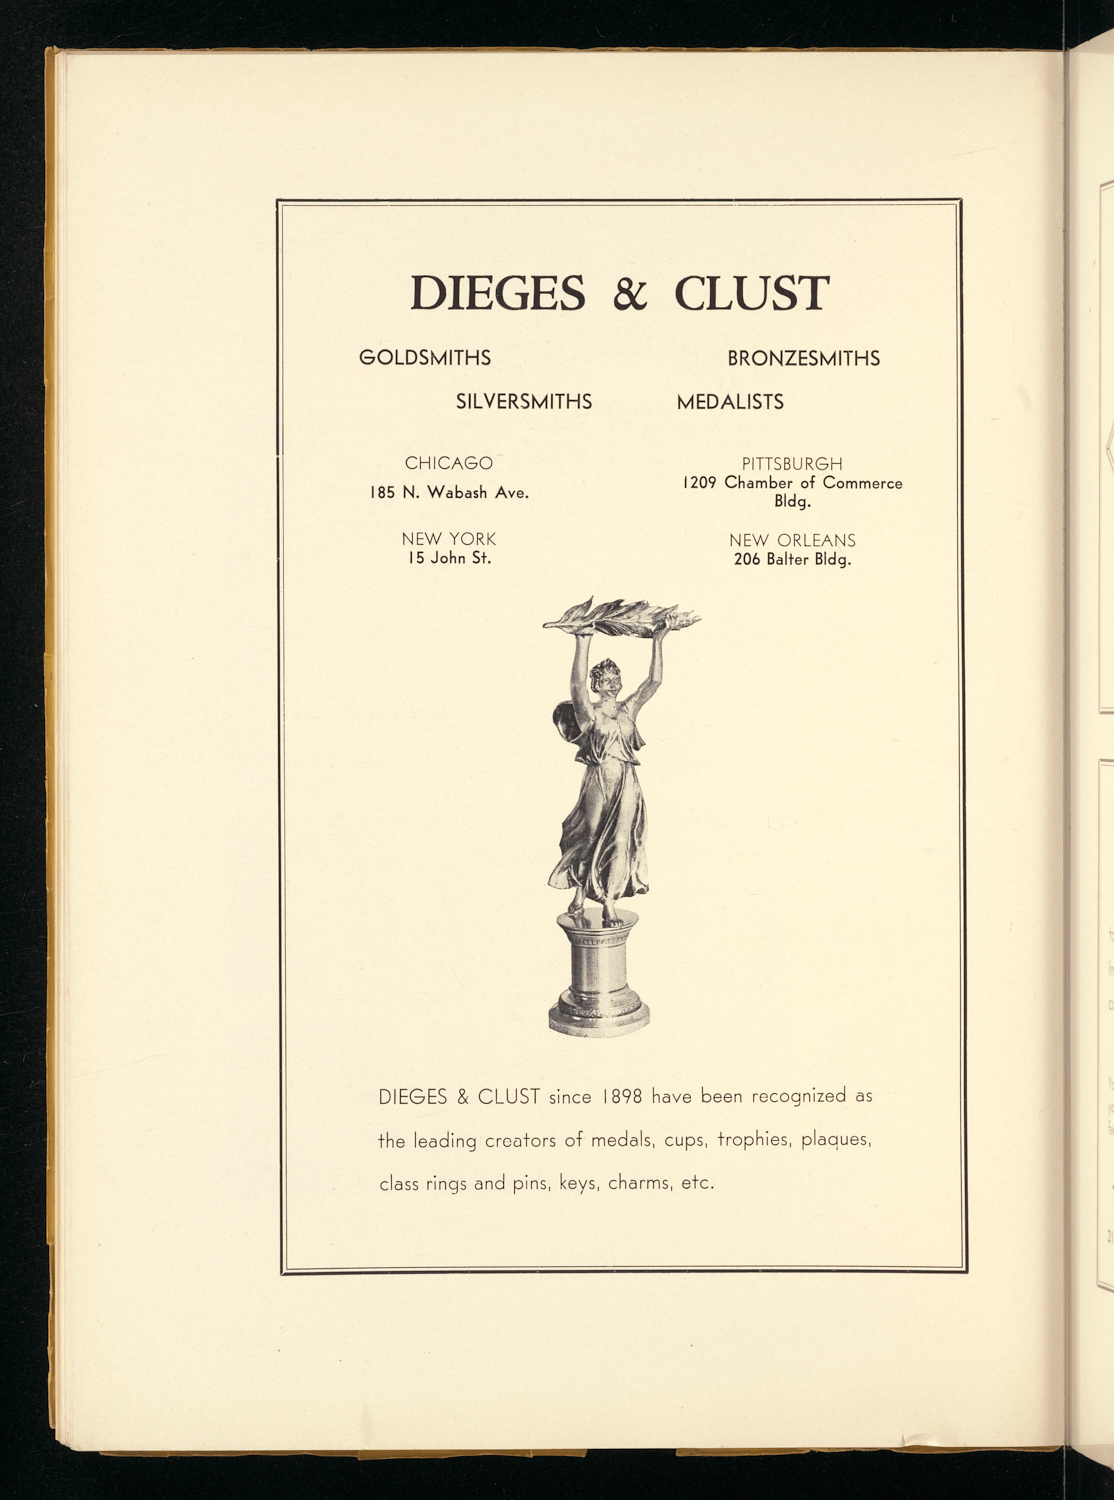 DIEGES & CLUST
GOLDSMITHS BRONZESMITHS
SILVERSMITHS MEDALISTS
CHICAGO
185 N. Wabash Ave.
PITTSBURGH
1209 Chamber of Commerce
Bldg.
NEW YORK
15 John St.
NEW ORLEANS
206 Balter Bldg.
DIEGES & CLUST since 1898 have been recognized as
the leading creators of medals, cups, trophies, plaques,
class rings and pins, keys, charms, etc.